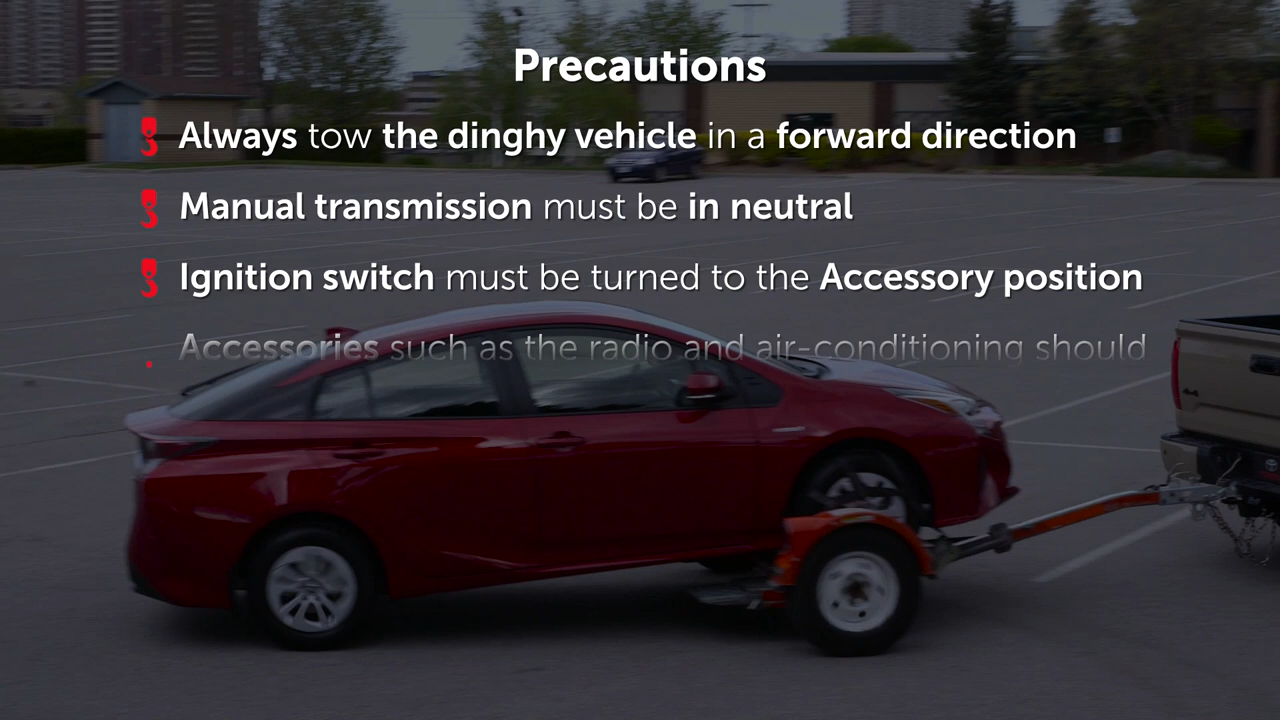 Precautions
Always tow the dinghy vehicle in a forward direction
Manual transmission must be in neutral
Ignition switch must be turned to the Accessory position
Accessories such as the radio and air-conditioning should